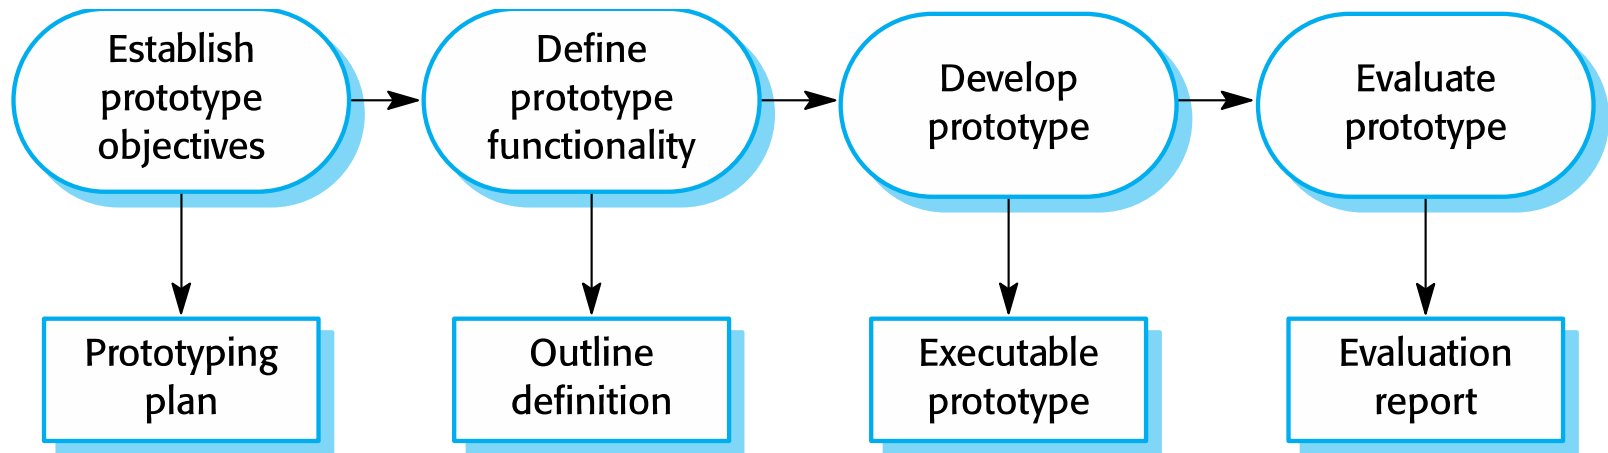 Establish
prototype
objectives
Define
prototype
functionality
Develop
prototype
Evaluate
prototype
Prototyping
plan
Outline
definition
Executable
prototype
Evaluation
report